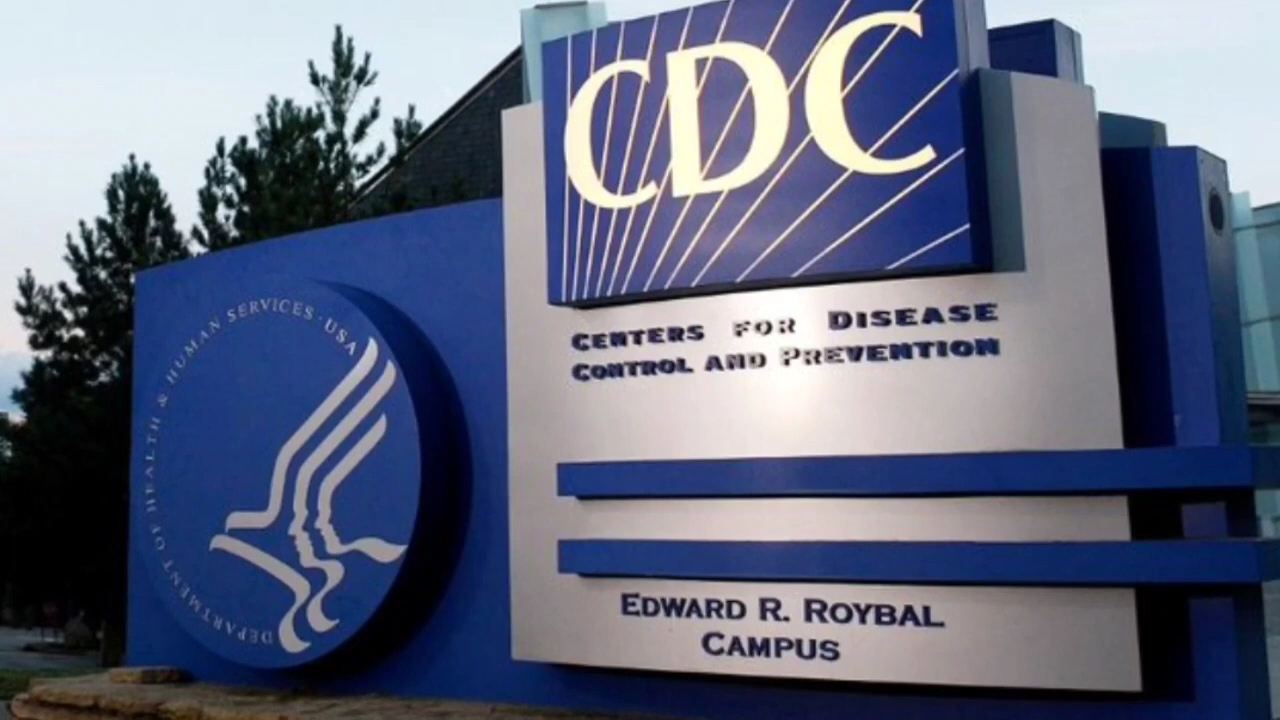 CDC
CENTERS FOR DISEASE
CONTROL AND PREVENTION
EDWARD R. ROYBAL
CAMPUS
DEPARTMENT OF HEALTH & HUMAN SERVICES · USA